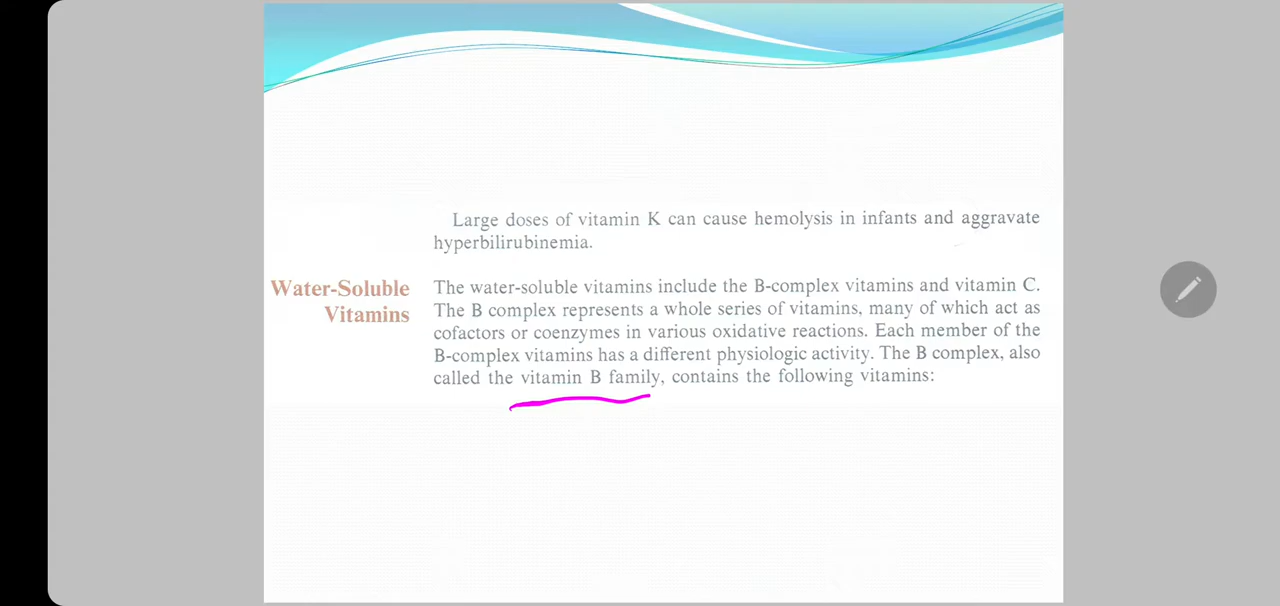 Large doses of vitamin K can cause hemolysis in infants and aggravate
hyperbilirubinemia.
Water-Soluble
Vitamins
The water-soluble vitamins include the B-complex vitamins and vitamin C.
The B complex represents a whole series of vitamins, many of which act as
cofactors or coenzymes in various oxidative reactions. Each member of the
B-complex vitamins has a different physiologic activity. The B complex, also
called the vitamin B family, contains the following vitamins: